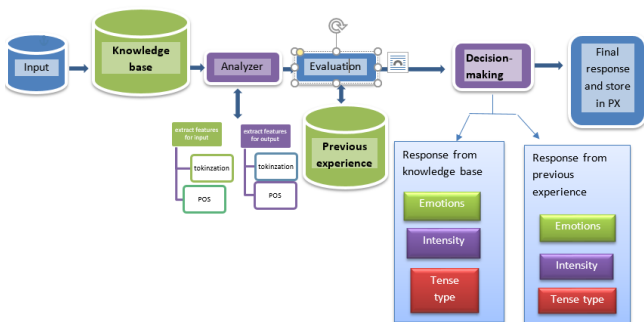 Input
Knowledge
base
Analyzer
Evaluation
Decision-
making
Final
response
and store
in PX
extract features
for input
tokinzation
POS
extract features
for output
tokinzation
POS
Previous
experience
Response from
knowledge base
Emotions
Intensity
Tense
type
Response from
previous
experience
Emotions
Intensity
Tense type